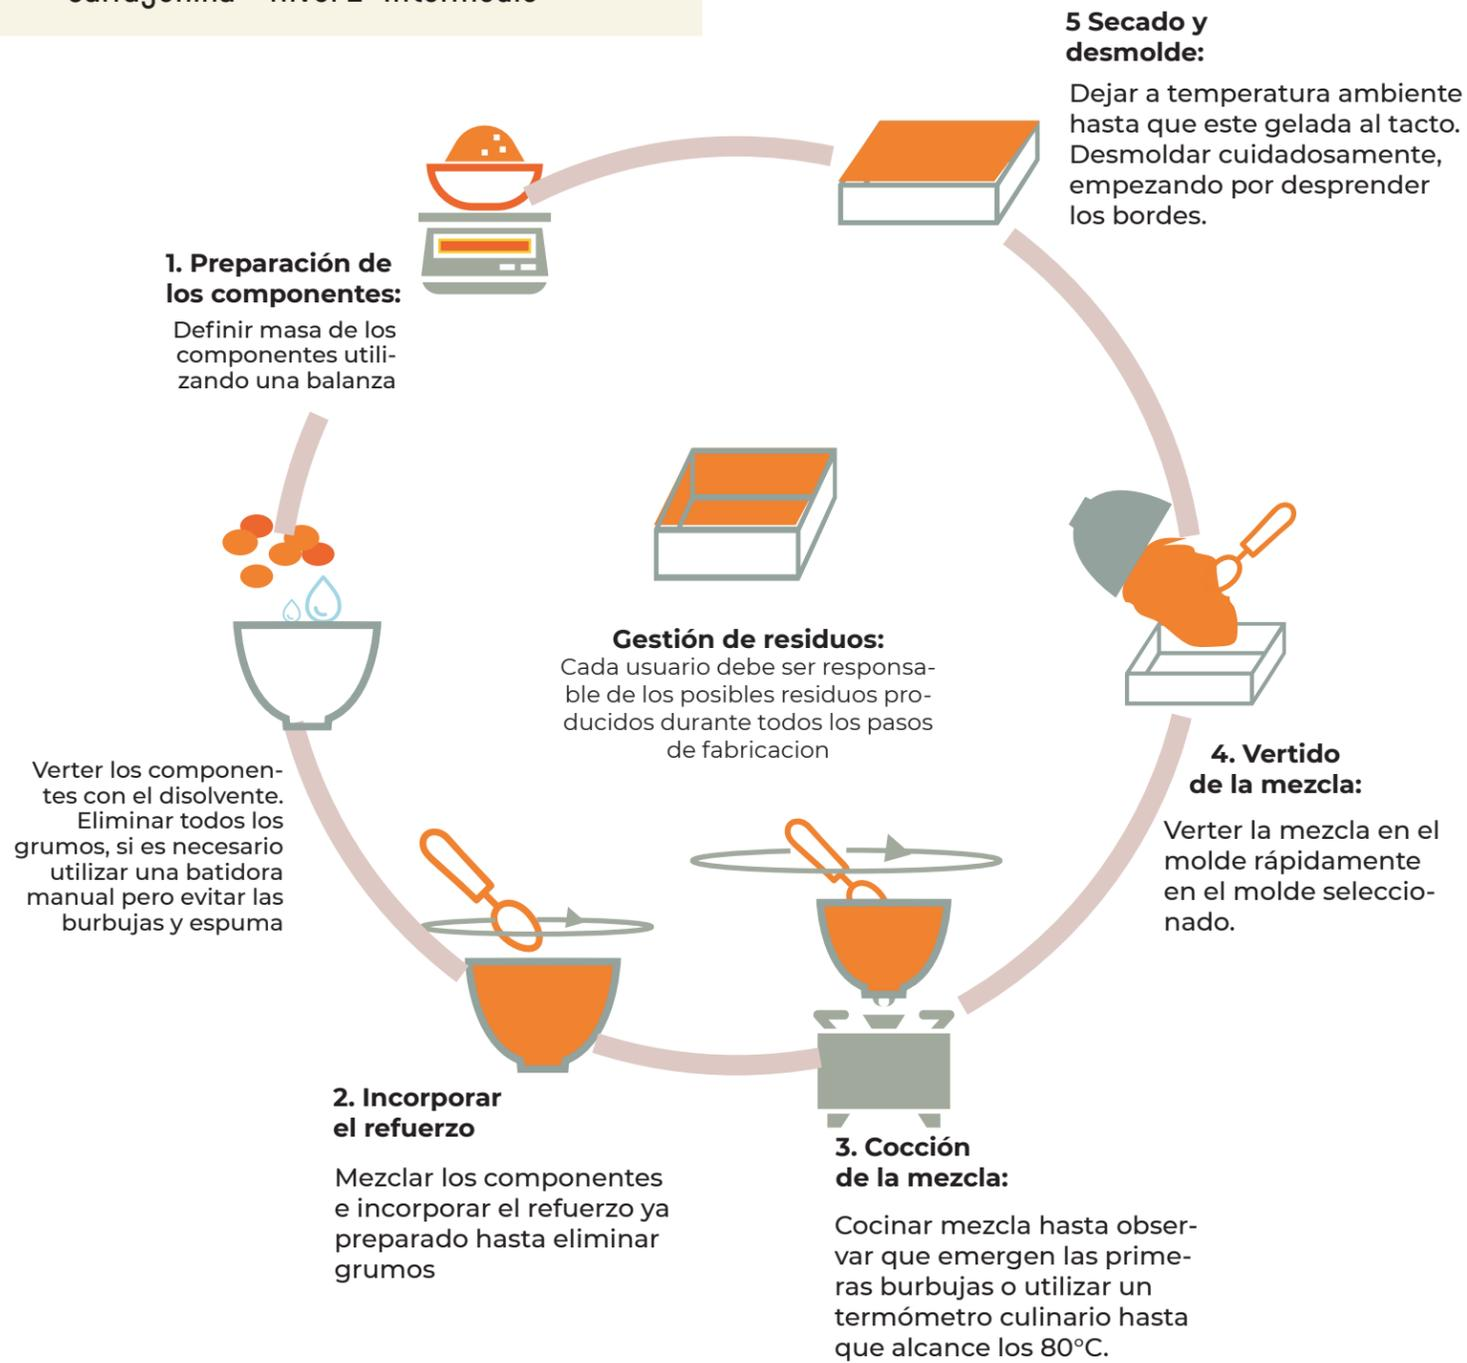 1. Preparación de
los componentes:
Definir masa de los
componentes utili-
zando una balanza
Verter los componen-
tes con el disolvente.
Eliminar todos los
grumos, si es necesario
utilizar una batidora
manual pero evitar las
burbujas y espuma
2. Incorporar
el refuerzo
Mezclar los componentes
e incorporar el refuerzo ya
preparado hasta eliminar
grumos
3. Cocción
de la mezcla:
Cocinar mezcla hasta obser-
var que emergen las prime-
ras burbujas o utilizar un
termómetro culinario hasta
que alcance los 80°C.
4. Vertido
de la mezcla:
Verter la mezcla en el
molde rápidamente
en el molde seleccio-
nado.
5 Secado y
desmolde:
Dejar a temperatura ambiente
hasta que este gelada al tacto.
Desmoldar cuidadosamente,
empezando por desprender
los bordes.
Gestión de residuos:
Cada usuario debe ser responsa-
ble de los posibles residuos pro-
ducidos durante todos los pasos
de fabricacion